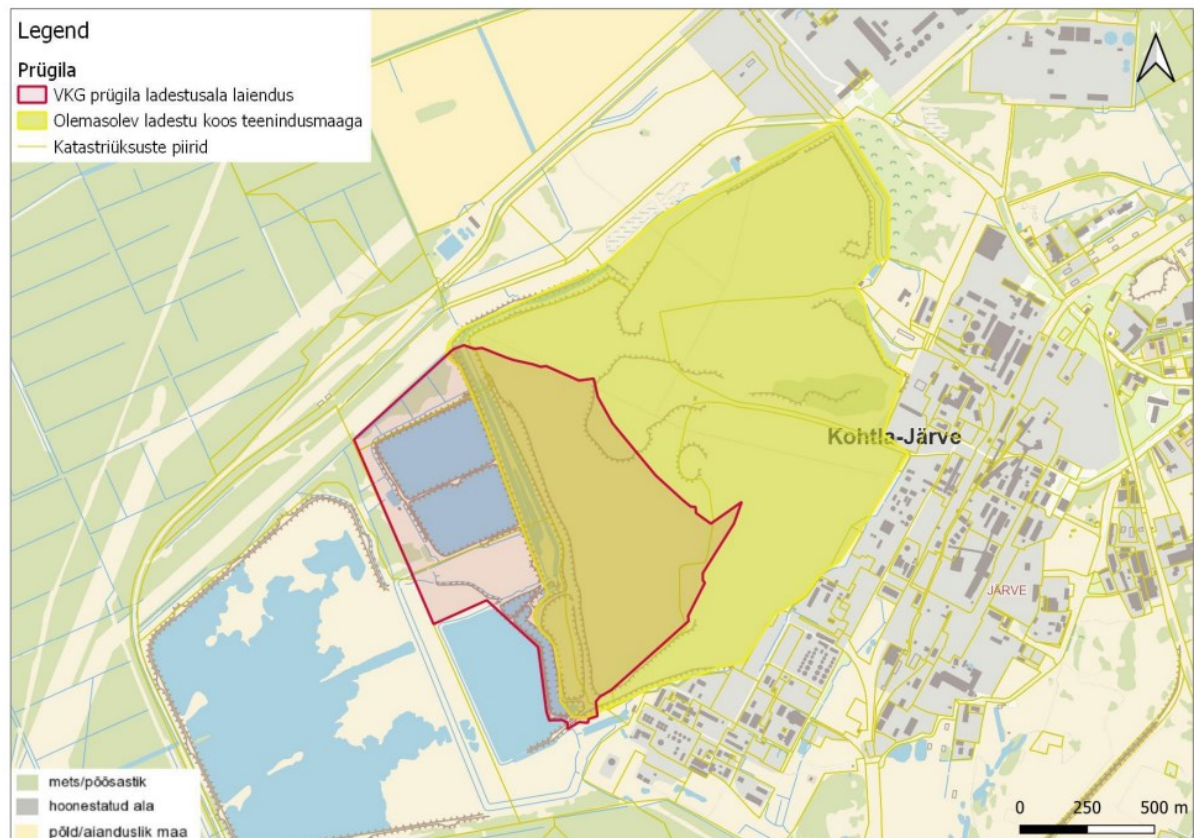 Legend
Prügila
VKG prügila ladestusala laiendus
Olemasolev ladestu koos teenindusmaaga
Katastriüksuste piirid
N
Kohtla-Järve
JÄRVE
mets/põõsastik
hoonestatud ala
põld/aianduslik maa
0 250 500 m